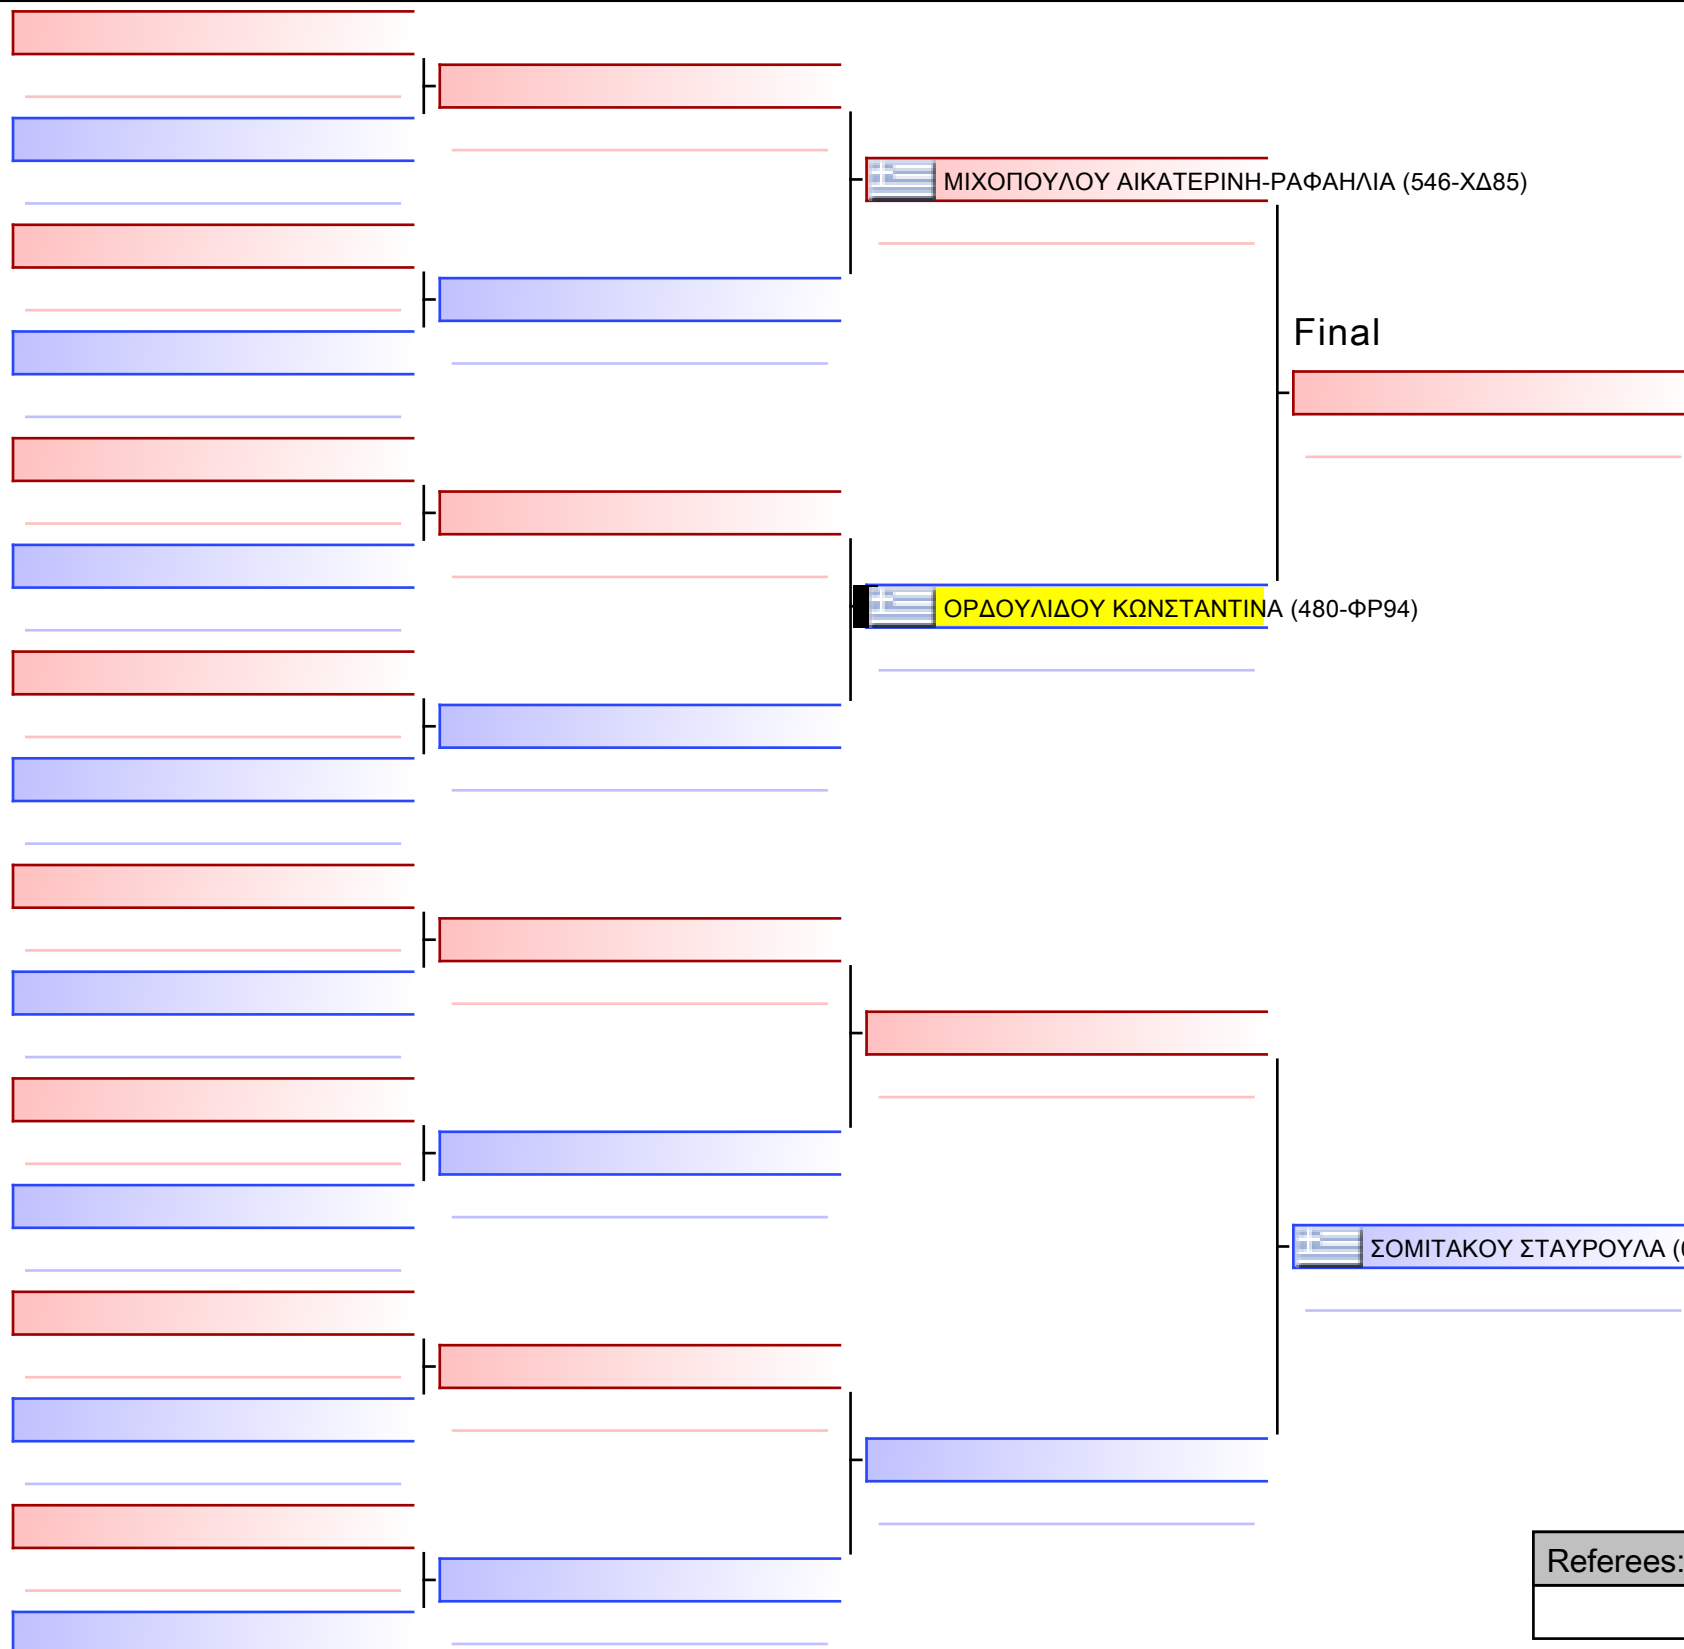 ΜΙΧΟΠΟΥΛΟΥ ΑΙΚΑΤΕΡΙΝΗ-ΡΑΦΑΗΛΙΑ (546-ΧΔ85)
Final
ΟΡΔΟΥΛΙΔΟΥ ΚΩΝΣΤΑΝΤΙΝΑ (480-ΦΡ94)
ΣΟΜΙΤΑΚΟΥ ΣΤΑΥΡΟΥΛΑ
Referees: